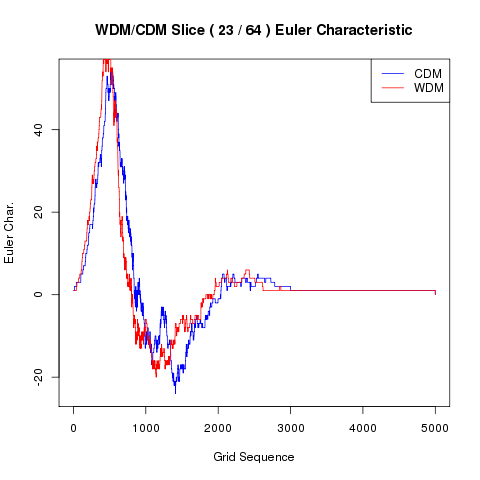 WDM/CDM Slice ( 23 / 64 ) Euler Characteristic
CDM
WDM
Euler Char.
40
20
0
-20
0 1000 2000 3000 4000 5000
Grid Sequence